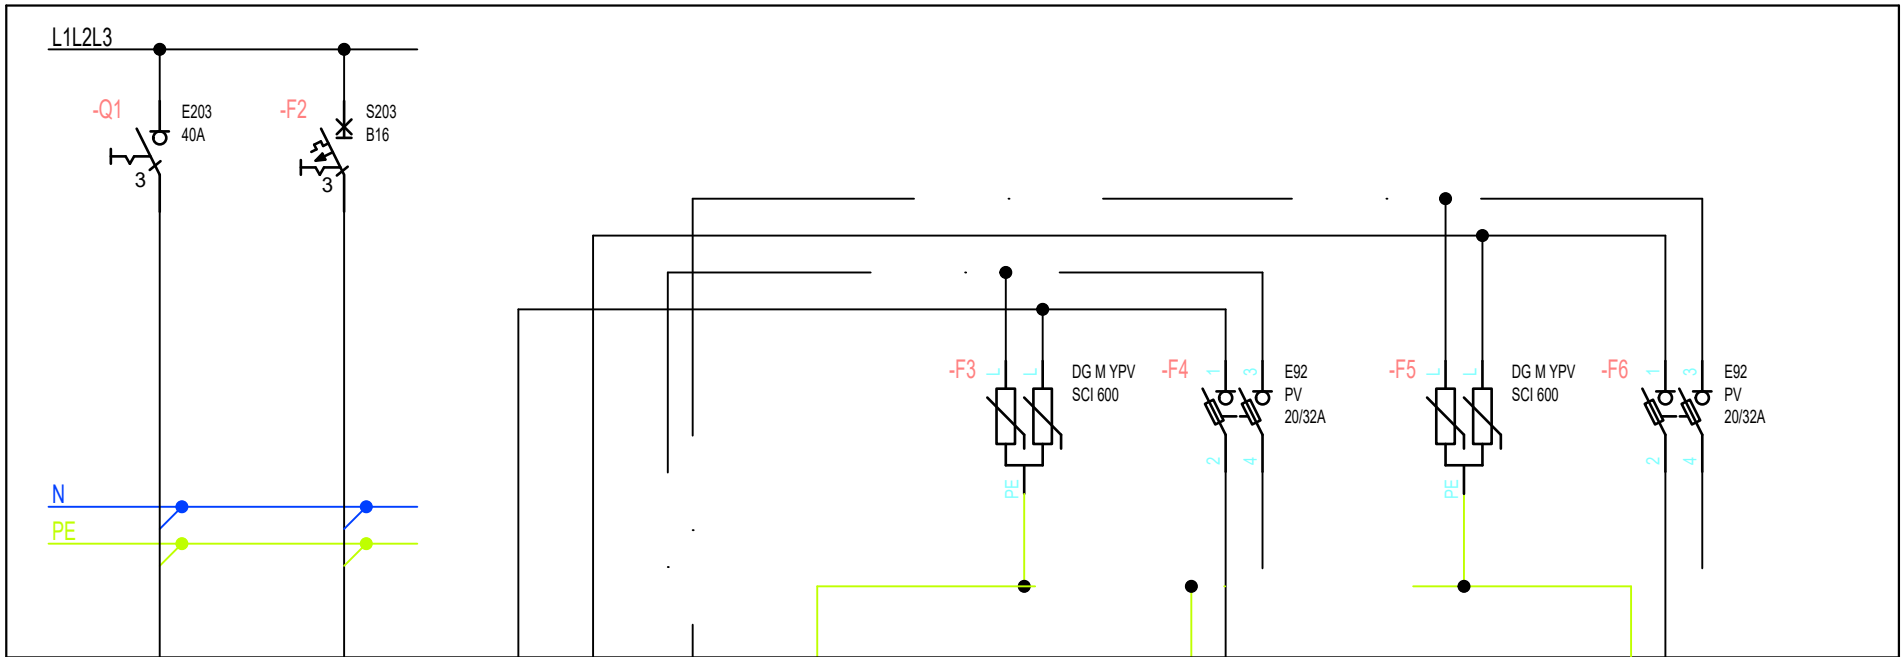 L1L2L3
-Q1
E203
40A
3
-F2
S203
B16
3
-F3
L
L
DG M YPV
SCI 600
PE
-F4
1
3
E92
PV
20/32A
2
4
-F5
L
L
DG M YPV
SCI 600
PE
-F6
1
3
E92
PV
20/32A
2
4
N
PE